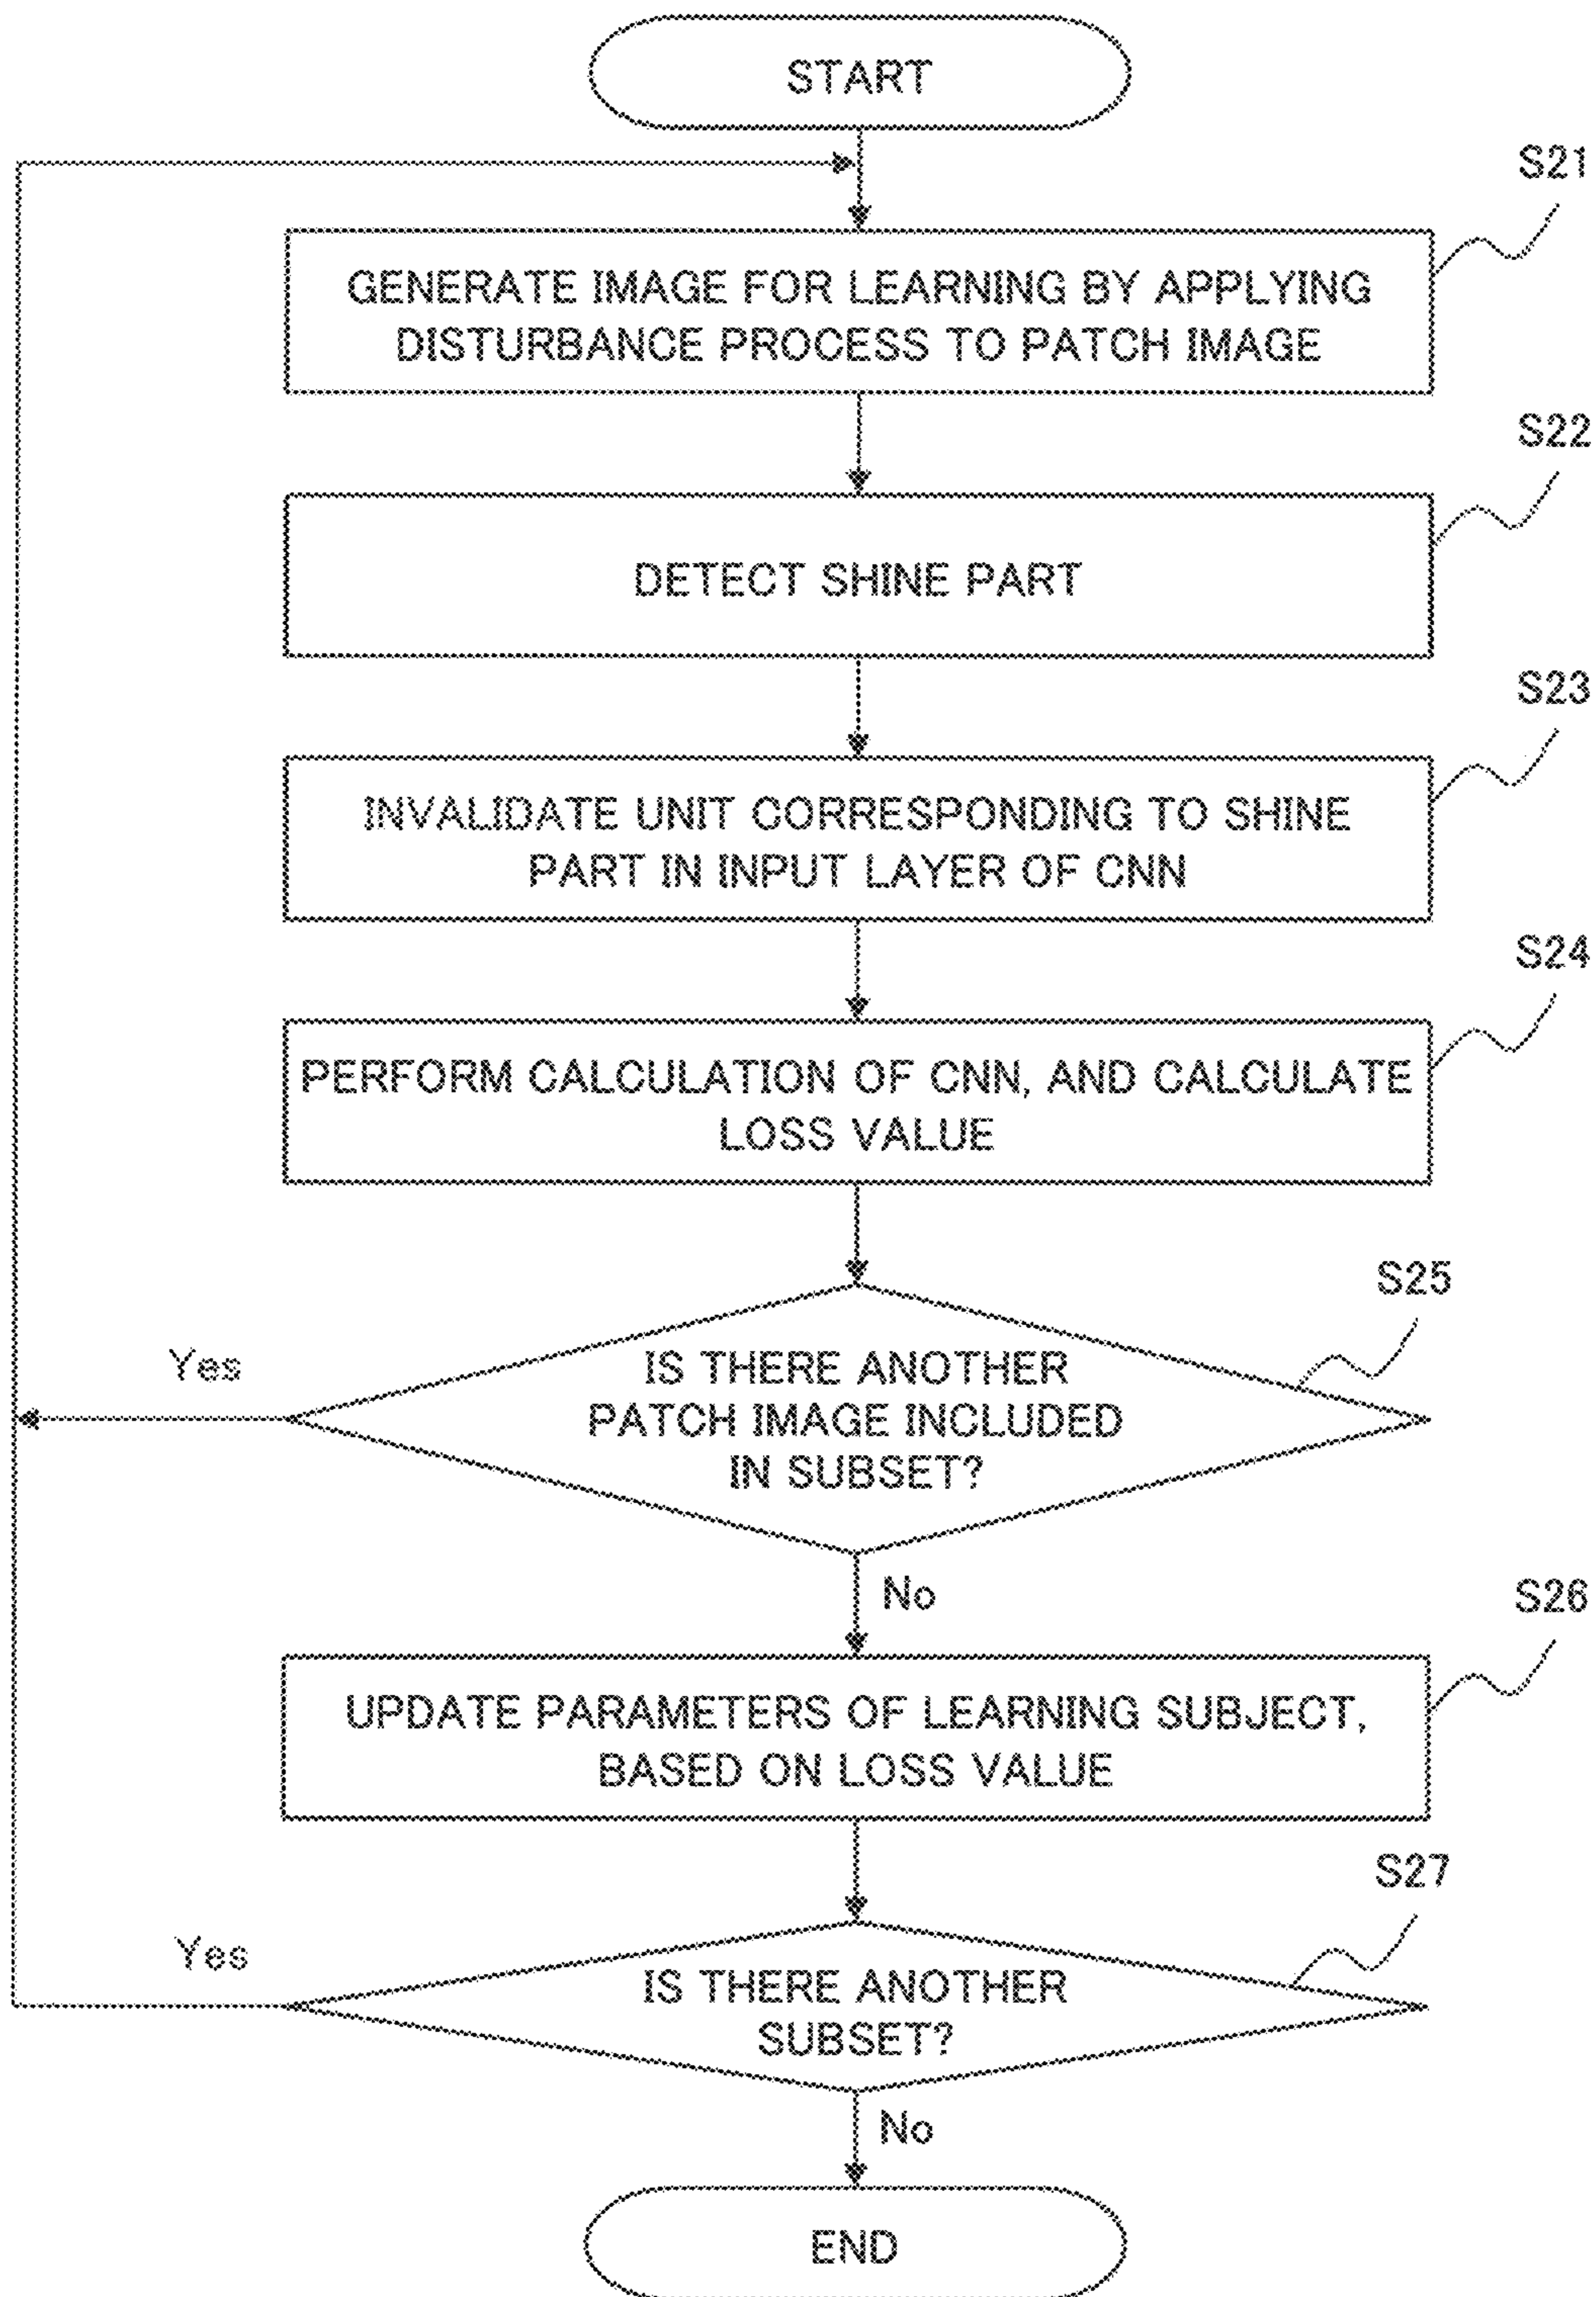 START
S21
GENERATE IMAGE FOR LEARNING BY APPLYING
DISTURBANCE PROCESS TO PATCH IMAGE
S22
DETECT SHINE PART
S23
INVALIDATE UNIT CORRESPONDING TO SHINE
PART IN INPUT LAYER OF CNN
S24
PERFORM CALCULATION OF CNN, AND CALCULATE
LOSS VALUE
S25
Yes
IS THERE ANOTHER
PATCH IMAGE INCLUDED
IN SUBSET?
No
S26
UPDATE PARAMETERS OF LEARNING SUBJECT,
BASED ON LOSS VALUE
S27
Yes
IS THERE ANOTHER
SUBSET?
No
END